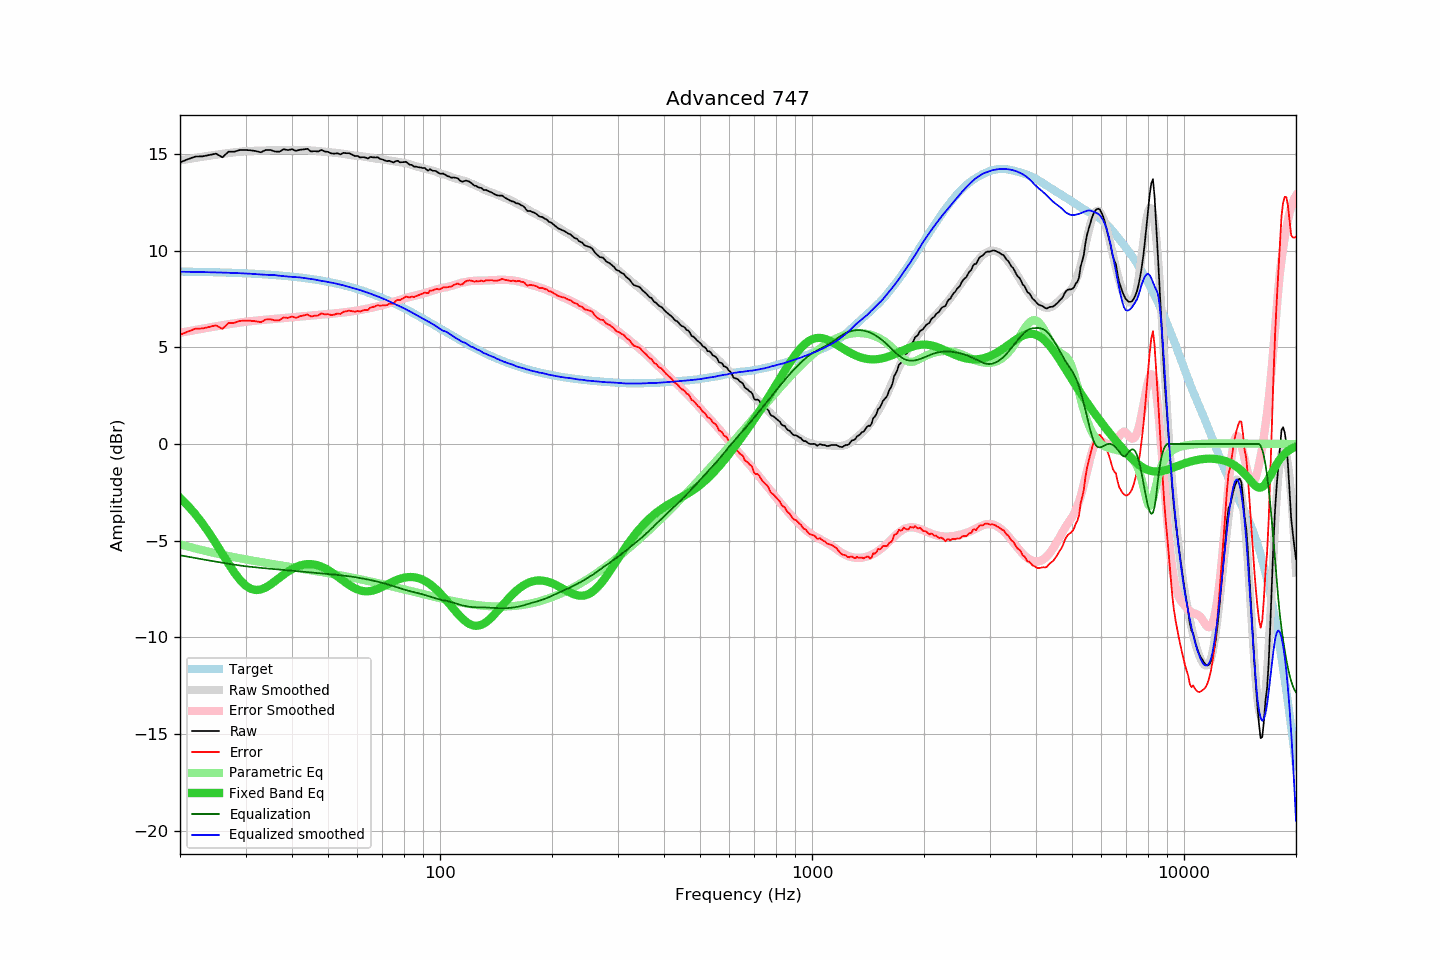 Advanced 747
Amplitude (dBr)
15
10
5
0
−5
−10
−15
−20
Target
Raw Smoothed
Error Smoothed
Raw
Error
Parametric Eq
Fixed Band Eq
Equalization
Equalized smoothed
100
1000
10000
Frequency (Hz)